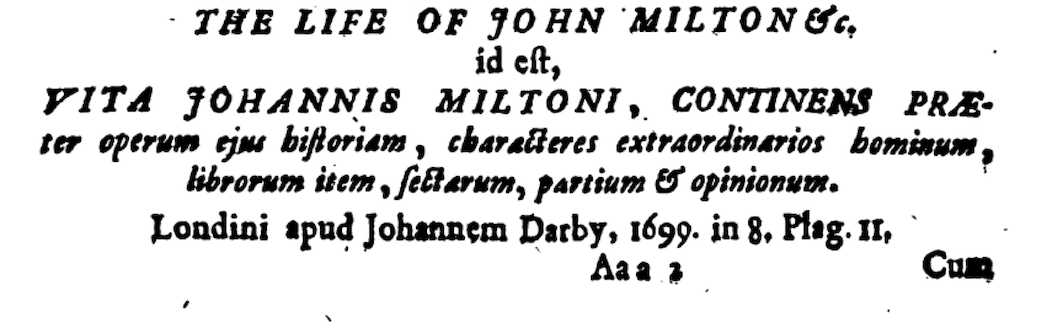 THE LIFE OF JOHN MILTON &c.
id eſt,
VITA JOHANNIS MILTONI, CONTINENS PRÆ-
ter operum ejus hiſtoriam, characteres extraordinarios hominum,
librorum item, ſectarum, partium & opinionum.
Londini apud Johannem Darby, 1699. in 8. Plag. 11.
Aaa 2
Cum